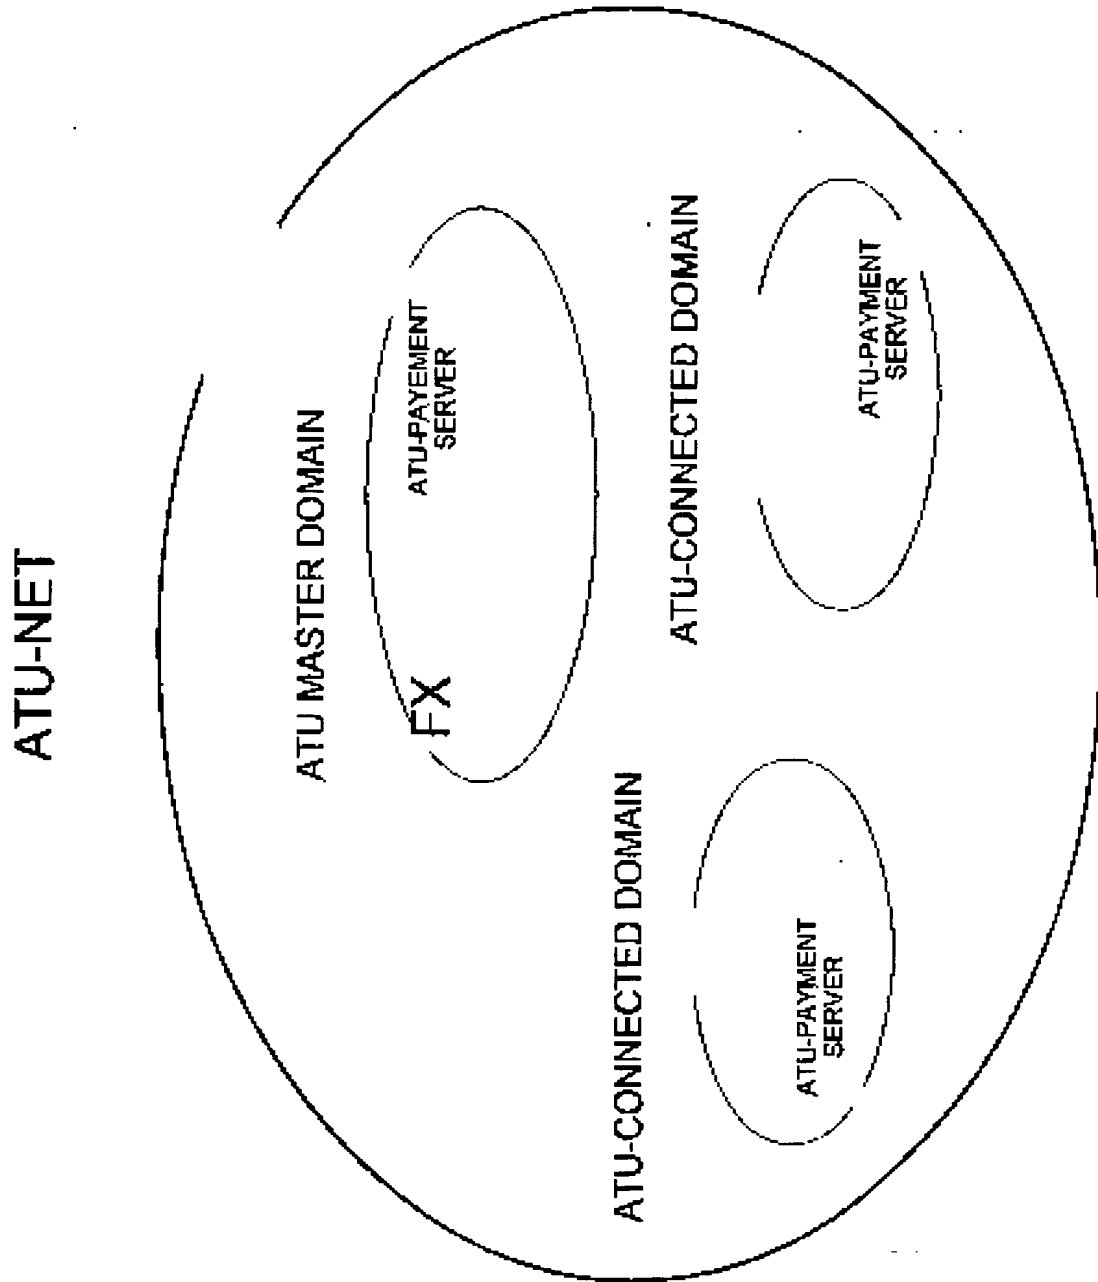 ATU-NET
ATU MASTER DOMAIN
FX
ATU-PAYEMENT
SERVER
ATU-CONNECTED DOMAIN
ATU-PAYMENT
SERVER
ATU-CONNECTED DOMAIN
ATU-PAYMENT
SERVER